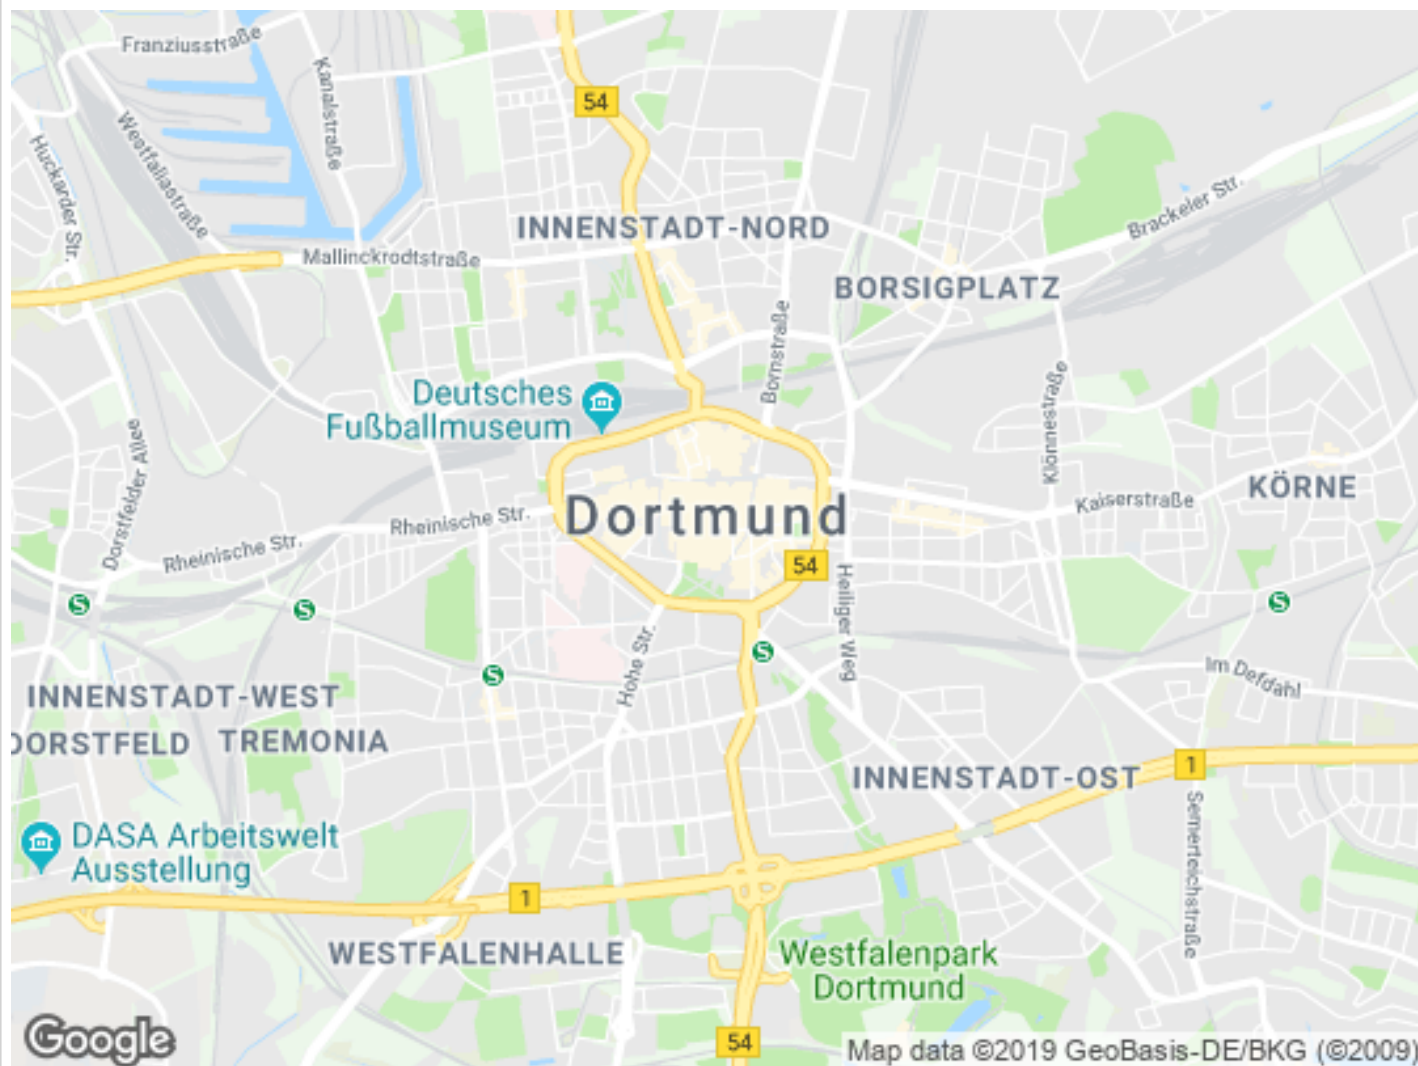 Franziusstraße
Kanalstraße
54
Westfaliastraße
Huckarder Str.
Brackeler Str.
INNENSTADT-NORD
Mallinckrodtstraße
BORSIGPLATZ
Bornstraße
Deutsches
Fußballmuseum
Klönnestraße
Dorstfelder Allee
KÖRNE
Kaiserstraße
Dortmund
Rheinische Str.
Rheinische Str.
54
Heiliger Weg
S
S
S
S
S
Hohe Str.
Im Defdahl
INNENSTADT-WEST
DORSTFELD
TREMONIA
INNENSTADT-OST
1
Semerteichstraße
DASA Arbeitswelt
Ausstellung
1
WESTFALENHALLE
Westfalenpark
Dortmund
54
Google
Map data ©2019 GeoBasis-DE/BKG (©2009)